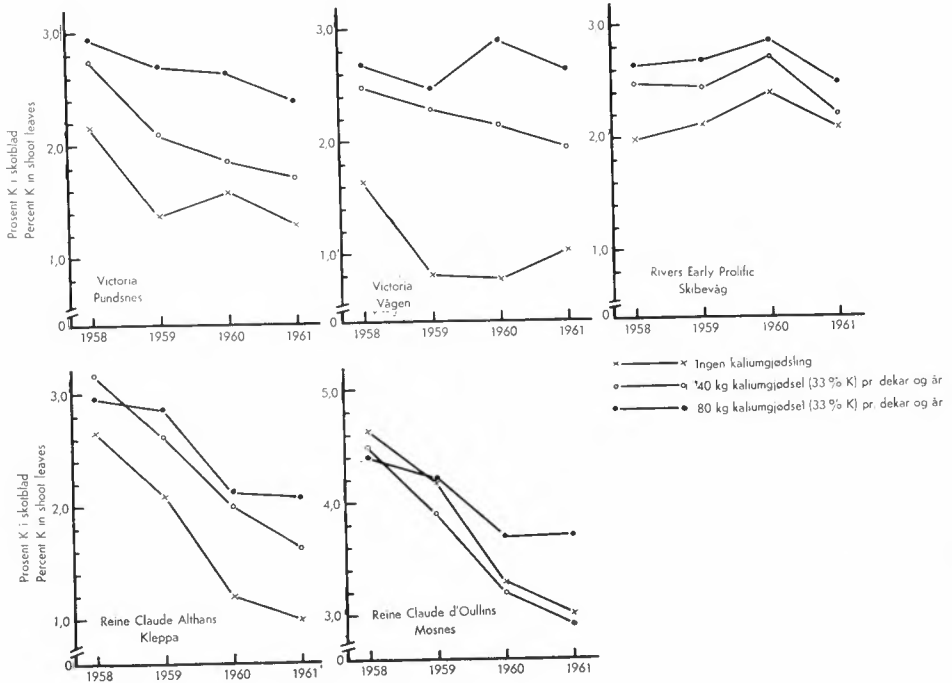 Prosent K i skotblad
Percent K in shoot leaves
3,0
2,0
1,0
0
1958 1959 1960 1961
Victoria
Pundsnes
3,0
2,0
1,0
0
1958 1959 1960 1961
Victoria
Vågen
3,0
2,0
1,0
0
1958 1959 1960 1961
Rivers Early Prolific
Skibevåg
Ingen kaliumgjødsling
40 kg kaliumgjødsel (33 % K) pr. dekar og år
80 kg kaliumgjødsel (33 % K) pr. dekar og år
Prosent K i skotblad
Percent K in shoot leaves
3,0
2,0
1,0
0
1958 1959 1960 1961
Reine Claude Althans
Kleppa
5,0
4,0
3,0
0
1958 1959 1960 1961
Reine Claude d'Oullins
Mosnes